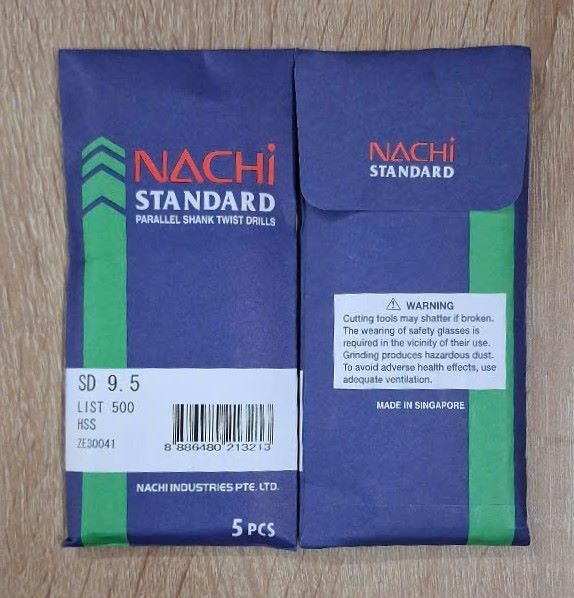 NACHi
STANDARD
PARALLEL SHANK TWIST DRILLS
SD 9.5
LIST 500
HSS
ZE30041
8 886480 213213
NACHI INDUSTRIES PTE. LTD.
5 PCS
NACHi
STANDARD
⚠ WARNING
Cutting tools may shatter if broken.
The wearing of safety glasses is
required in the vicinity of their use.
Grinding produces hazardous dust.
To avoid adverse health effects, use
adequate ventilation.
MADE IN SINGAPORE